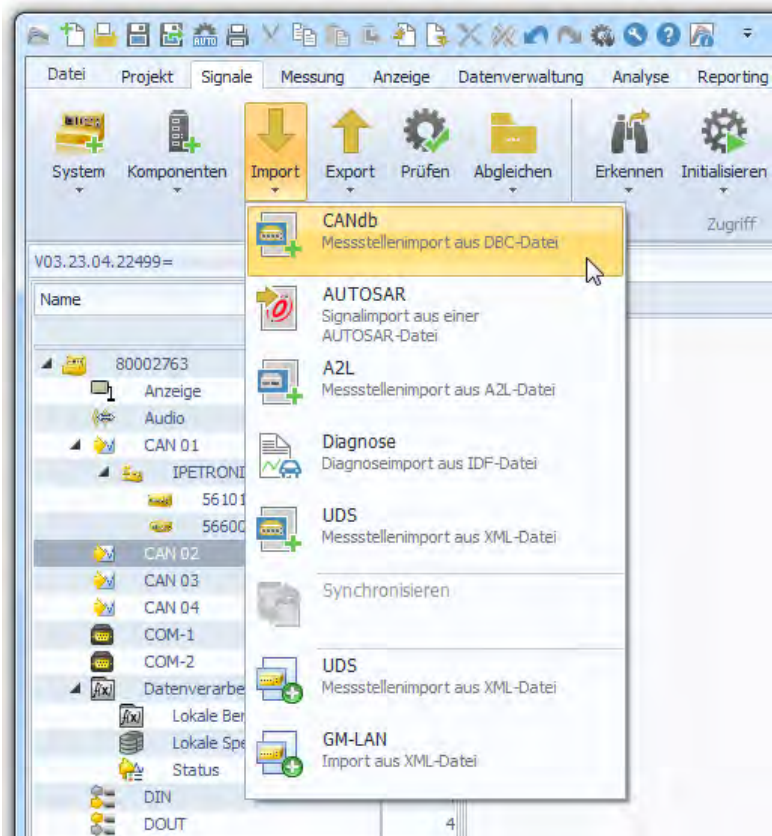 AUTO
Datei Projekt Signale Messung Anzeige Datenverwaltung Analyse Reporting
System Komponenten Import Export Prüfen Abgleichen Erkennen Initialisieren
Zugriff
CANdb
Messstellenimport aus DBC-Datei
V03.23.04.22499=
Name
AUTOSAR
Signalimport aus einer
AUTOSAR-Datei
A2L
Messstellenimport aus A2L-Datei
Diagnose
Diagnoseimport aus IDF-Datei
UDS
Messstellenimport aus XML-Datei
Synchronisieren
UDS
Messstellenimport aus XML-Datei
GM-LAN
Import aus XML-Datei
80002763
Anzeige
Audio
CAN 01
IPETRONI
56101
56600
CAN 02
CAN 03
CAN 04
COM-1
COM-2
Datenverarbe
Lokale Ber
Lokale Spe
Status
DIN
DOUT 4